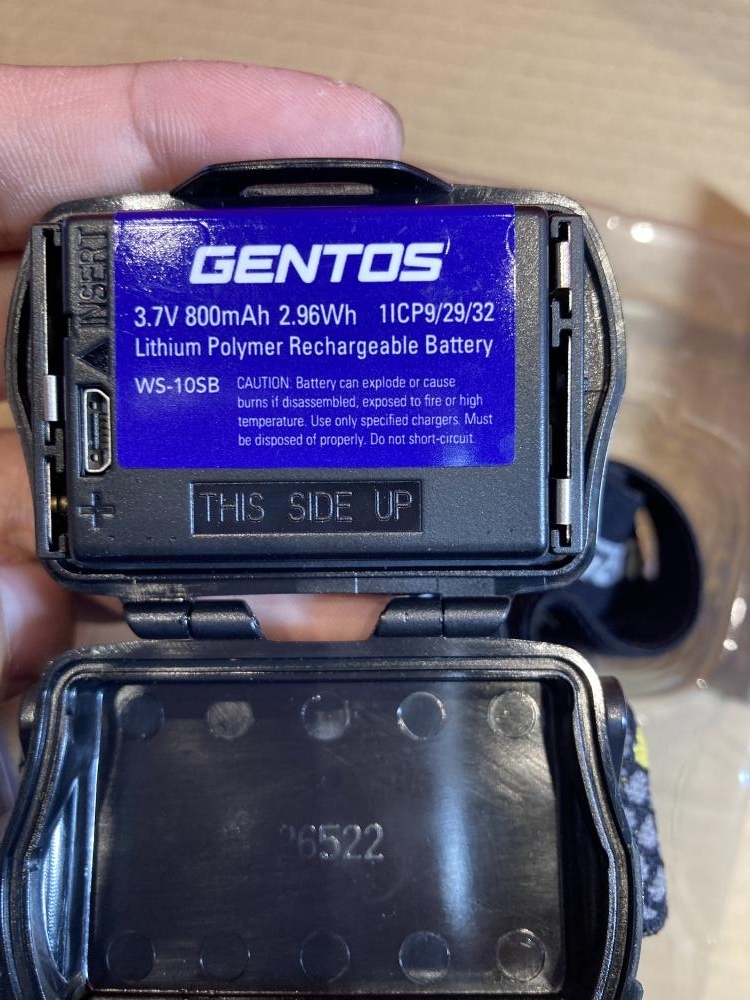 INSERT
GENTOS
3.7V 800mAh 2.96Wh 1ICP9/29/32
Lithium Polymer Rechargeable Battery
WS-10SB
CAUTION: Battery can explode or cause
burns if disassembled, exposed to fire or high
temperature. Use only specified chargers. Must
be disposed of properly. Do not short-circuit.
+
THIS SIDE UP
26522